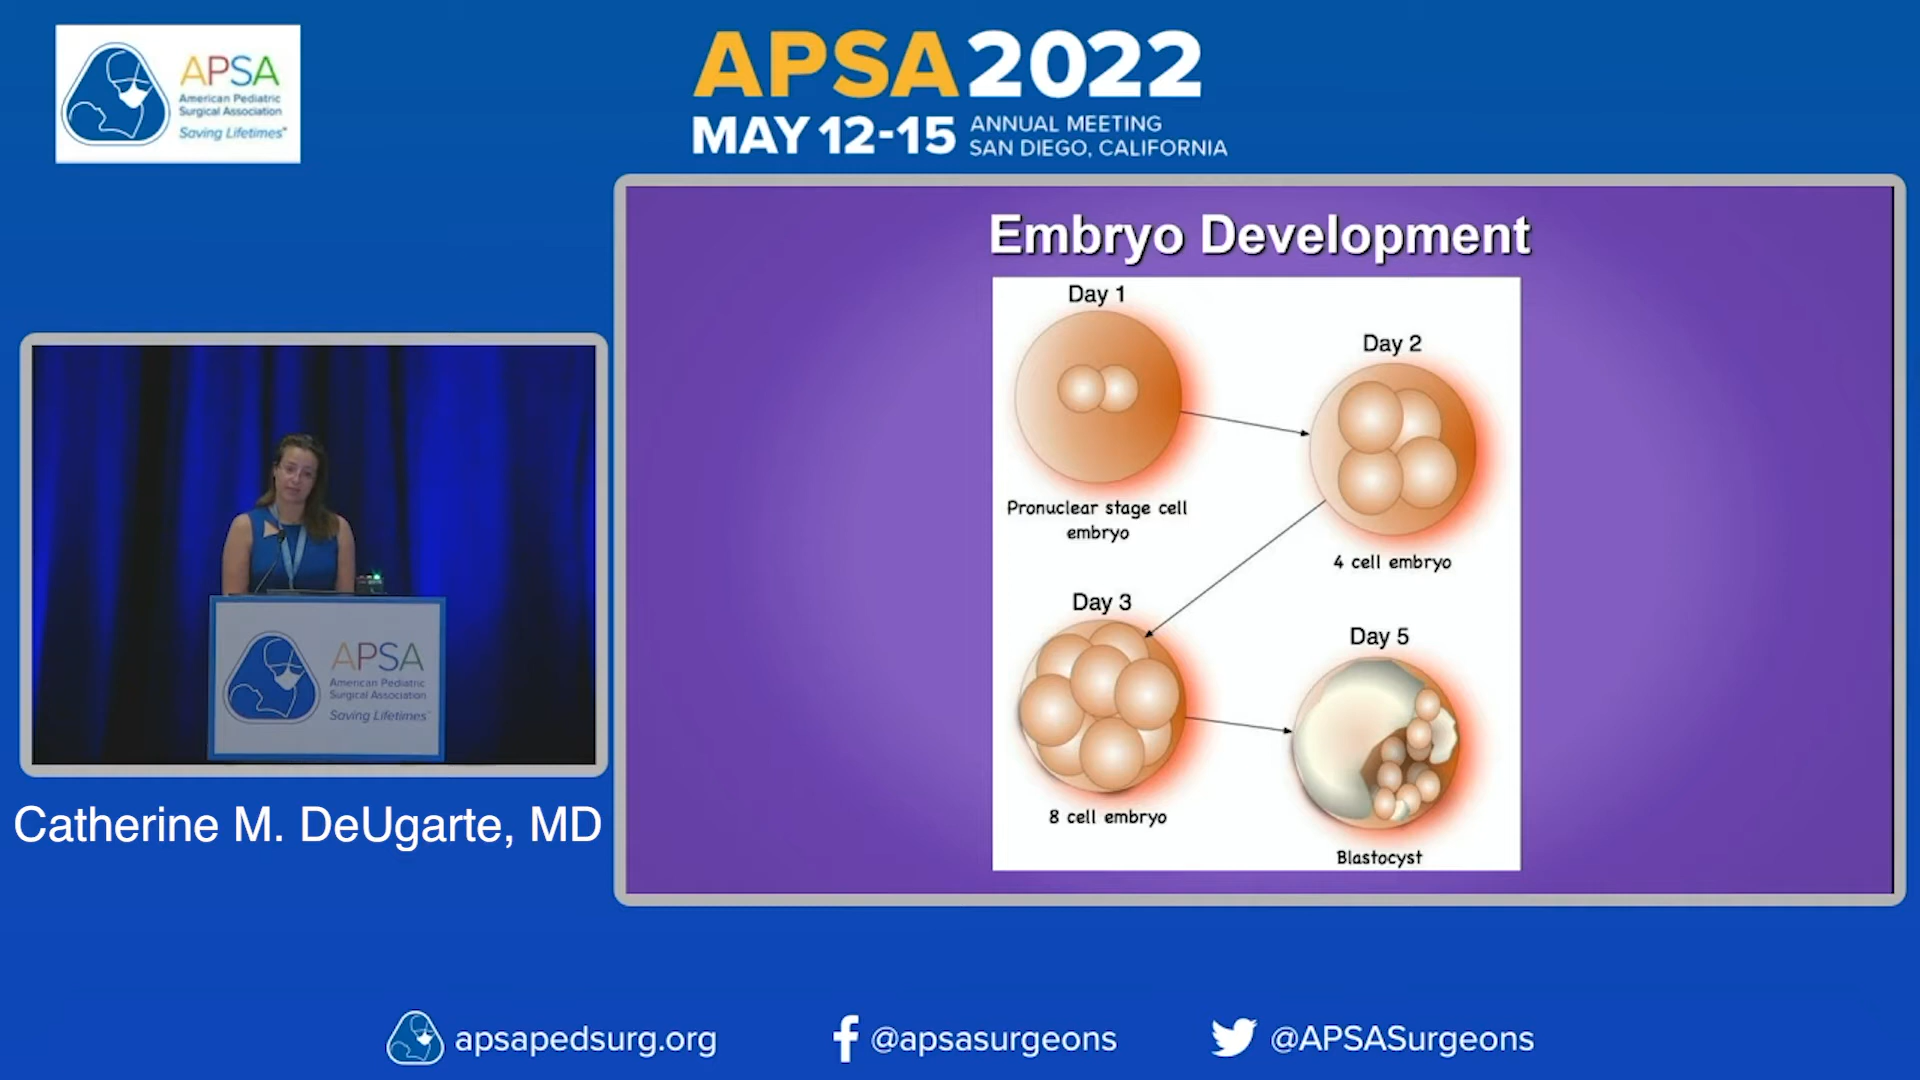 APSA
American Pediatric
Surgical Association
Saving Lifetimes™
APSA 2022
MAY 12-15
ANNUAL MEETING
SAN DIEGO, CALIFORNIA
Embryo Development
Day 1
Pronuclear stage cell
embryo
Day 2
4 cell embryo
Day 3
8 cell embryo
Day 5
Blastocyst
APSA
American Pediatric
Surgical Association
Saving Lifetimes™
Catherine M. DeUgarte, MD
apsapedsurg.org
@apsasurgeons
@APSASurgeons